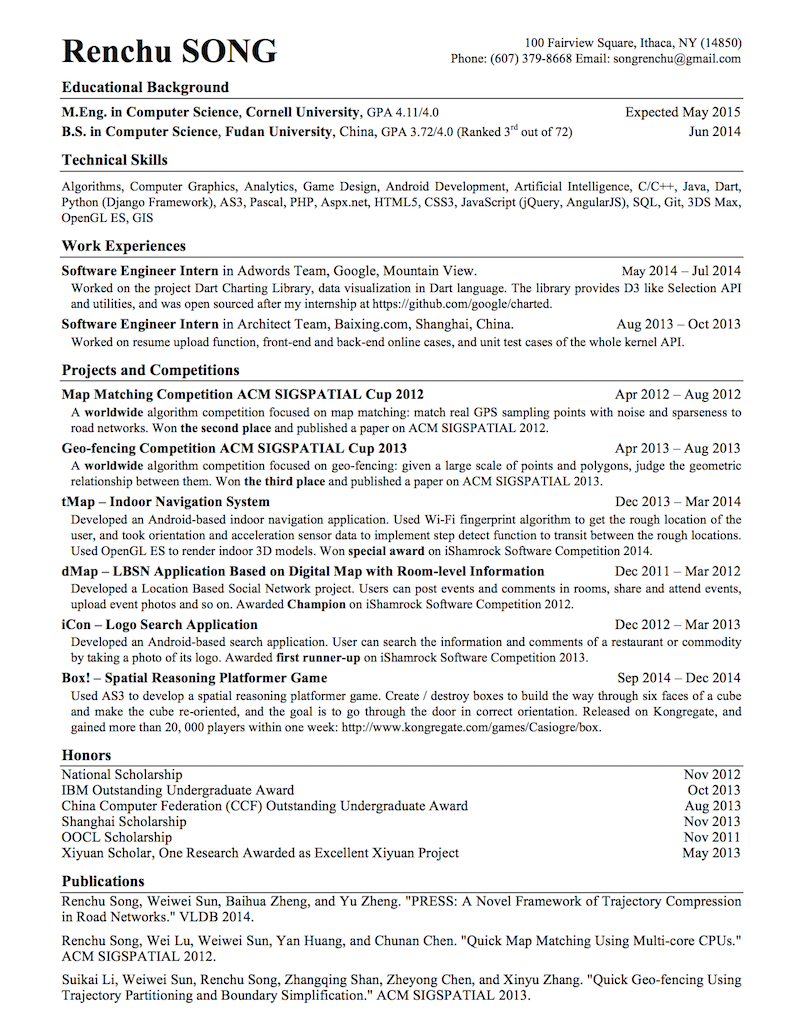 Renchu SONG
100 Fairview Square, Ithaca, NY (14850)
Phone: (607) 379-8668 Email: songrenchu@gmail.com
Educational Background
M.Eng. in Computer Science, Cornell University, GPA 4.11/4.0 Expected May 2015
B.S. in Computer Science, Fudan University, China, GPA 3.72/4.0 (Ranked 3rd out of 72) Jun 2014
Technical Skills
Algorithms, Computer Graphics, Analytics, Game Design, Android Development, Artificial Intelligence, C/C++, Java, Dart,
Python (Django Framework), AS3, Pascal, PHP, Aspx.net, HTML5, CSS3, JavaScript (jQuery, AngularJS), SQL, Git, 3DS Max,
OpenGL ES, GIS
Work Experiences
Software Engineer Intern in Adwords Team, Google, Mountain View. May 2014 – Jul 2014
Worked on the project Dart Charting Library, data visualization in Dart language. The library provides D3 like Selection API
and utilities, and was open sourced after my internship at https://github.com/google/charted.
Software Engineer Intern in Architect Team, Baixing.com, Shanghai, China. Aug 2013 – Oct 2013
Worked on resume upload function, front-end and back-end online cases, and unit test cases of the whole kernel API.
Projects and Competitions
Map Matching Competition ACM SIGSPATIAL Cup 2012 Apr 2012 – Aug 2012
A worldwide algorithm competition focused on map matching: match real GPS sampling points with noise and sparseness to
road networks. Won the second place and published a paper on ACM SIGSPATIAL 2012.
Geo-fencing Competition ACM SIGSPATIAL Cup 2013 Apr 2013 – Aug 2013
A worldwide algorithm competition focused on geo-fencing: given a large scale of points and polygons, judge the geometric
relationship between them. Won the third place and published a paper on ACM SIGSPATIAL 2013.
tMap – Indoor Navigation System Dec 2013 – Mar 2014
Developed an Android-based indoor navigation application. Used Wi-Fi fingerprint algorithm to get the rough location of the
user, and took orientation and acceleration sensor data to implement step detect function to transit between the rough locations.
Used OpenGL ES to render indoor 3D models. Won special award on iShamrock Software Competition 2014.
dMap – LBSN Application Based on Digital Map with Room-level Information Dec 2011 – Mar 2012
Developed a Location Based Social Network project. Users can post events and comments in rooms, share and attend events,
upload event photos and so on. Awarded Champion on iShamrock Software Competition 2012.
iCon – Logo Search Application Dec 2012 – Mar 2013
Developed an Android-based search application. User can search the information and comments of a restaurant or commodity
by taking a photo of its logo. Awarded first runner-up on iShamrock Software Competition 2013.
Box! – Spatial Reasoning Platformer Game Sep 2014 – Dec 2014
Used AS3 to develop a spatial reasoning platformer game. Create / destroy boxes to build the way through six faces of a cube
and make the cube re-oriented, and the goal is to go through the door in correct orientation. Released on Kongregate, and
gained more than 20, 000 players within one week: http://www.kongregate.com/games/Casiogre/box.
Honors
National Scholarship Nov 2012
IBM Outstanding Undergraduate Award Oct 2013
China Computer Federation (CCF) Outstanding Undergraduate Award Aug 2013
Shanghai Scholarship Nov 2013
OOCL Scholarship Nov 2011
Xiyuan Scholar, One Research Awarded as Excellent Xiyuan Project May 2013
Publications
Renchu Song, Weiwei Sun, Baihua Zheng, and Yu Zheng. "PRESS: A Novel Framework of Trajectory Compression
in Road Networks." VLDB 2014.
Renchu Song, Wei Lu, Weiwei Sun, Yan Huang, and Chunan Chen. "Quick Map Matching Using Multi-core CPUs."
ACM SIGSPATIAL 2012.
Suikai Li, Weiwei Sun, Renchu Song, Zhangqing Shan, Zheyong Chen, and Xinyu Zhang. "Quick Geo-fencing Using
Trajectory Partitioning and Boundary Simplification." ACM SIGSPATIAL 2013.